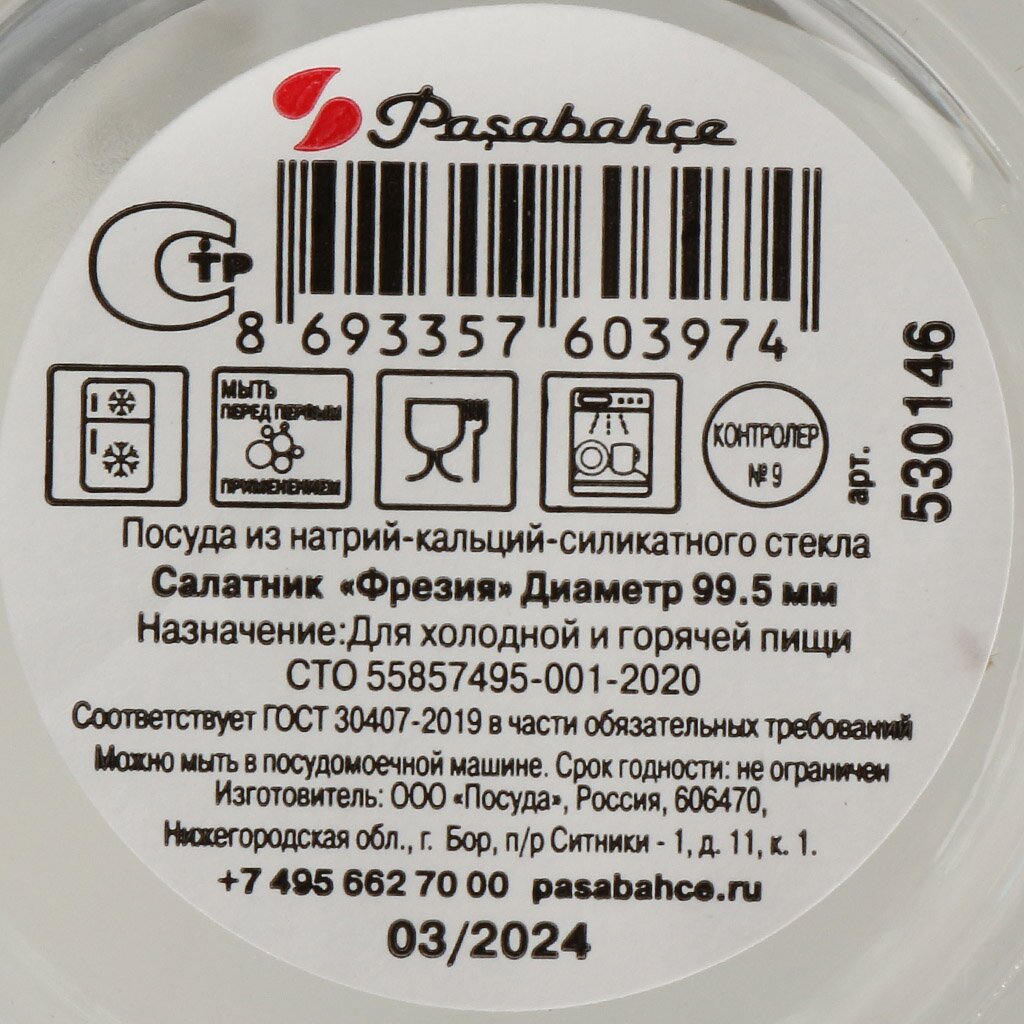 Paşabahçe
СТР
8 693357 603974
МЫТЬ
ПЕРЕД ПЕРВЫМ
ПРИМЕНЕНИЕМ
КОНТРОЛЕР
№ 9
арт.
530146
Посуда из натрий-кальций-силикатного стекла
Салатник «Фрезия» Диаметр 99.5 мм
Назначение:Для холодной и горячей пищи
СТО 55857495-001-2020
Соответствует ГОСТ 30407-2019 в части обязательных требований
Можно мыть в посудомоечной машине. Срок годности: не ограничен
Изготовитель: ООО «Посуда», Россия, 606470,
Нижегородская обл., г. Бор, п/р Ситники - 1, д. 11, к. 1.
+7 495 662 70 00 pasabahce.ru
03/2024